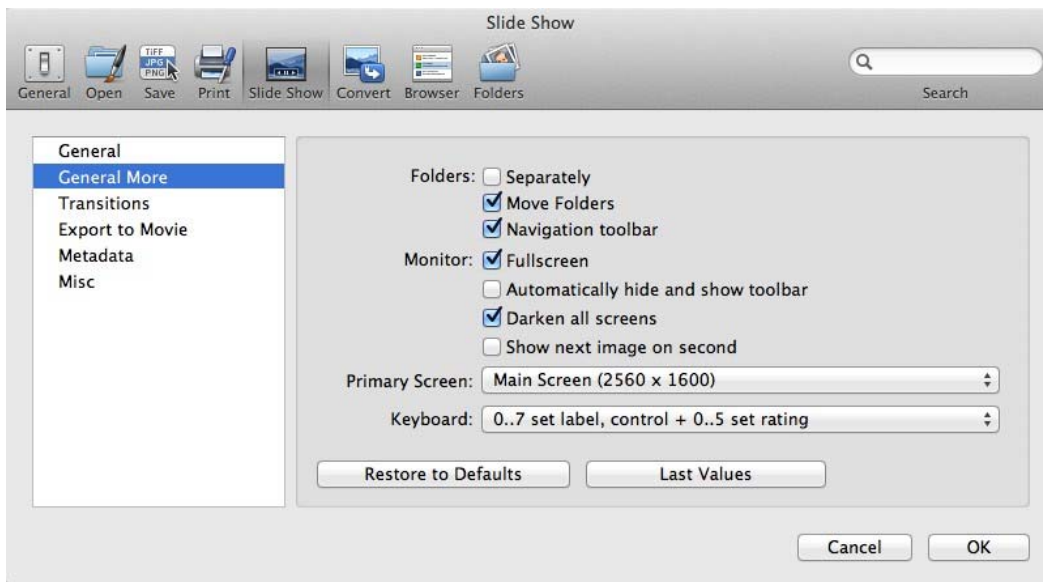 Slide Show
TIFF
JPG
PNG
General Open Save Print Slide Show Convert Browser Folders
Search
General
General More
Transitions
Export to Movie
Metadata
Misc
Folders: Separately
Move Folders
Navigation toolbar
Monitor: Fullscreen
Automatically hide and show toolbar
Darken all screens
Show next image on second
Primary Screen: Main Screen (2560 x 1600)
Keyboard: 0..7 set label, control + 0..5 set rating
Restore to Defaults Last Values
Cancel OK